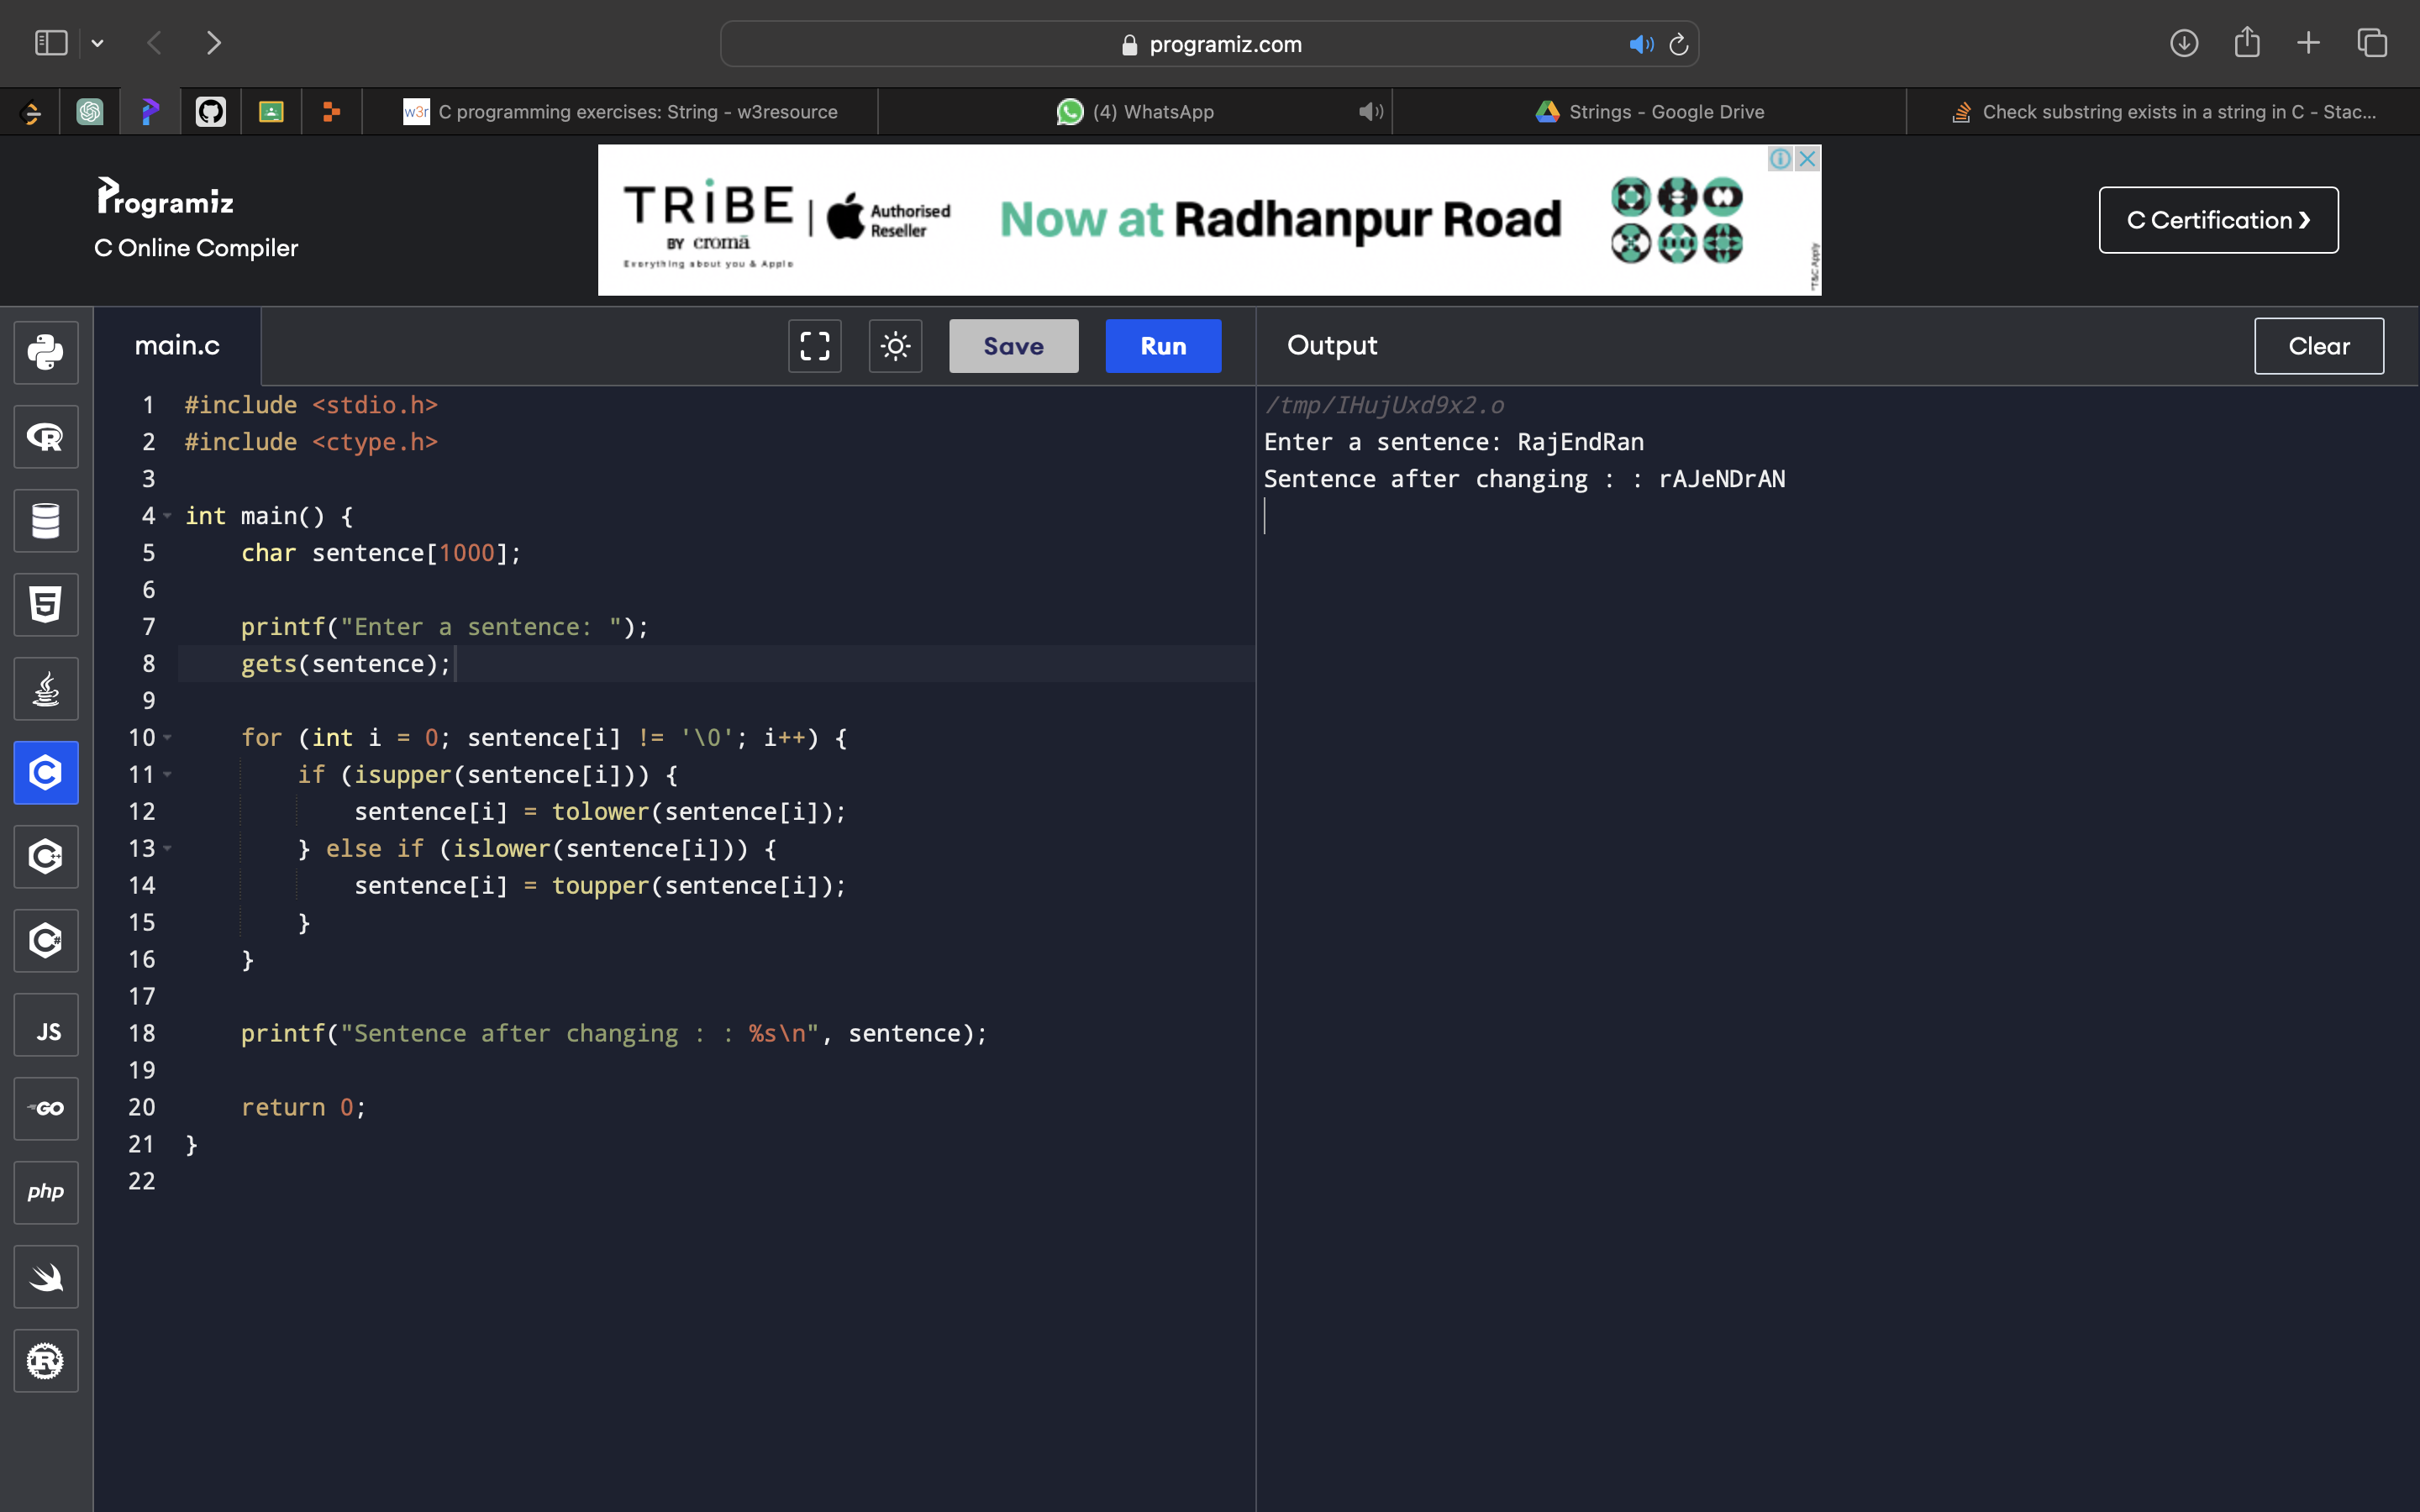 programiz.com
w3r C programming exercises: String - w3resource
(4) WhatsApp
Strings - Google Drive
Check substring exists in a string in C - Stac...
Programiz
C Online Compiler
TRiBE
BY cromā
Everything about you & Apple
Authorised
Reseller
Now at Radhanpur Road
*T&C Apply
C Certification ❯
main.c
Save
Run
Output
Clear
1 #include <stdio.h>
2 #include <ctype.h>
3
4 int main() {
5 char sentence[1000];
6
7 printf("Enter a sentence: ");
8 gets(sentence);
9
10 for (int i = 0; sentence[i] != '\0'; i++) {
11 if (isupper(sentence[i])) {
12 sentence[i] = tolower(sentence[i]);
13 } else if (islower(sentence[i])) {
14 sentence[i] = toupper(sentence[i]);
15 }
16 }
17
18 printf("Sentence after changing : : %s\n", sentence);
19
20 return 0;
21 }
22
/tmp/IHujUxd9x2.o
Enter a sentence: RajEndRan
Sentence after changing : : rAJeNDrAN
R
5
C
C++
C#
JS
GO
php
R